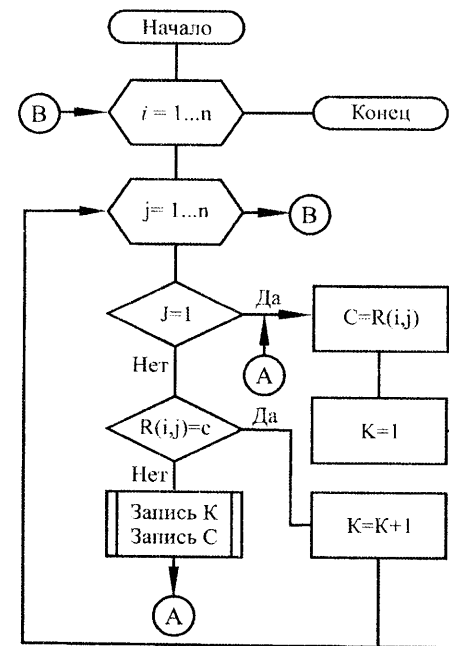 Начало
B
i = 1...n
Конец
j= 1...n
B
J=1
Да
C=R(i,j)
Нет
A
R(i,j)=c
Да
K=1
Нет
Запись К
Запись С
K=K+1
A